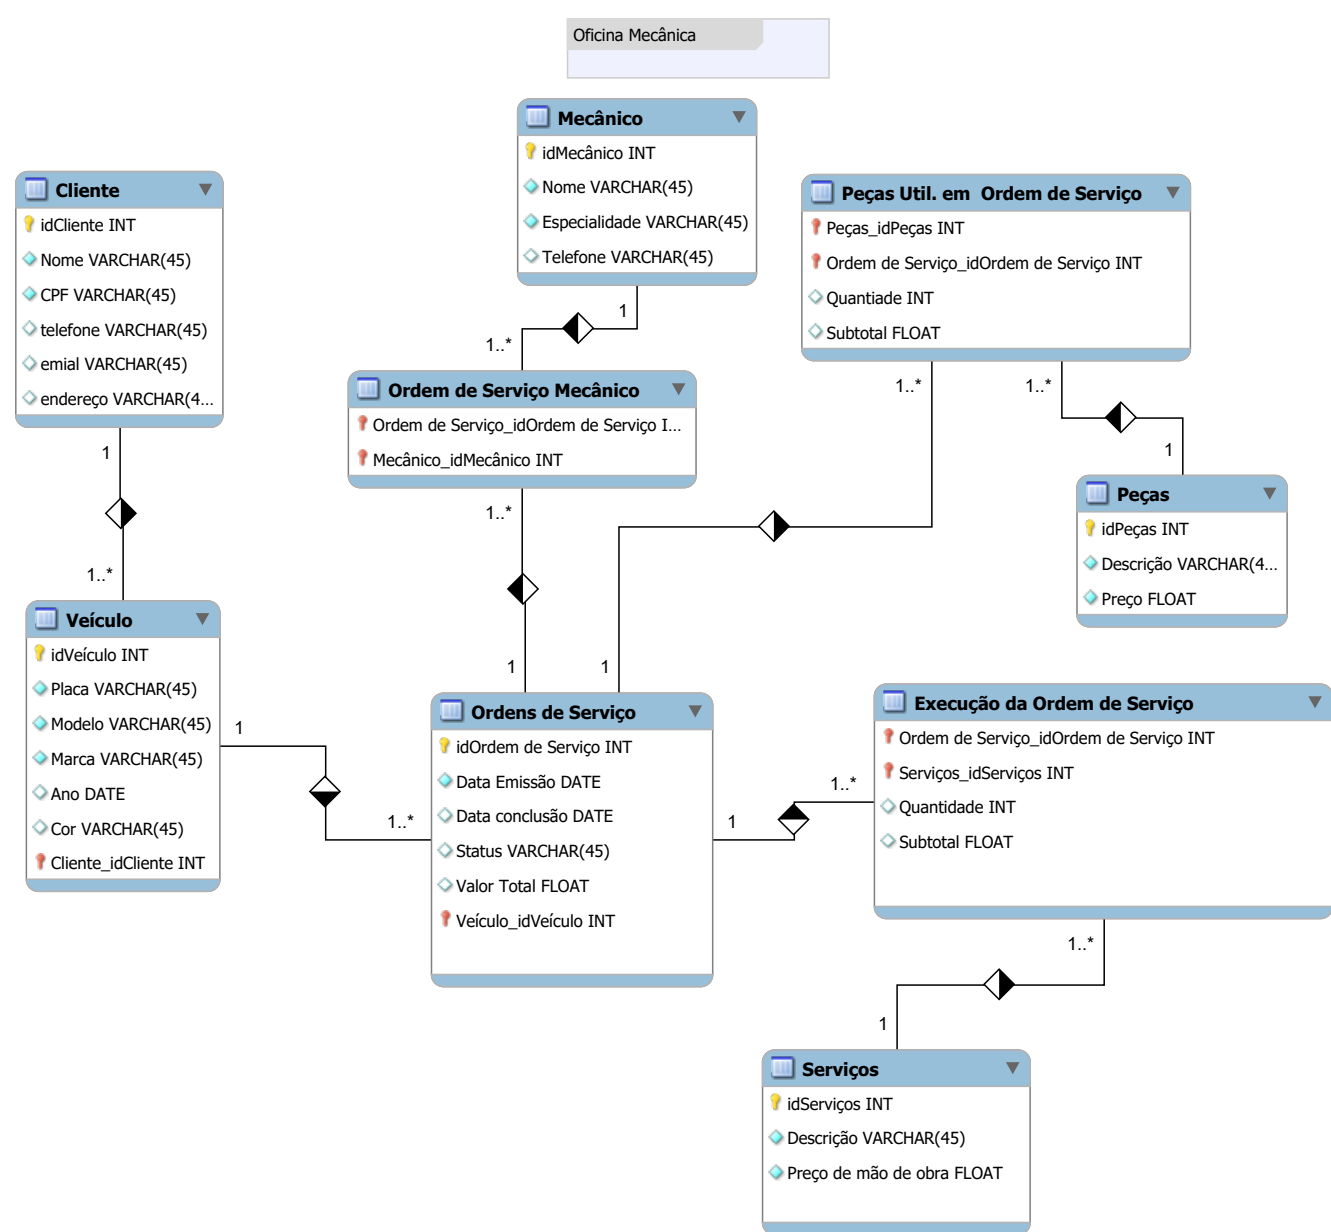 Oficina Mecânica
Mecânico
idMecânico INT
Nome VARCHAR(45)
Especialidade VARCHAR(45)
Telefone VARCHAR(45)
Cliente
idCliente INT
Nome VARCHAR(45)
CPF VARCHAR(45)
telefone VARCHAR(45)
emial VARCHAR(45)
endereço VARCHAR(4...
Peças Util. em  Ordem de Serviço
Peças_idPeças INT
Ordem de Serviço_idOrdem de Serviço INT
Quantiade INT
Subtotal FLOAT
1
1..*
Ordem de Serviço Mecânico
Ordem de Serviço_idOrdem de Serviço I...
Mecânico_idMecânico INT
1..*
1..*
1
1
Peças
idPeças INT
Descrição VARCHAR(4...
Preço FLOAT
1..*
1..*
Veículo
idVeículo INT
Placa VARCHAR(45)
Modelo VARCHAR(45)
Marca VARCHAR(45)
Ano DATE
Cor VARCHAR(45)
Cliente_idCliente INT
1
1
1
1..*
Ordens de Serviço
idOrdem de Serviço INT
Data Emissão DATE
Data conclusão DATE
Status VARCHAR(45)
Valor Total FLOAT
Veículo_idVeículo INT
1
1..*
Execução da Ordem de Serviço
Ordem de Serviço_idOrdem de Serviço INT
Serviços_idServiços INT
Quantidade INT
Subtotal FLOAT
1..*
1
Serviços
idServiços INT
Descrição VARCHAR(45)
Preço de mão de obra FLOAT